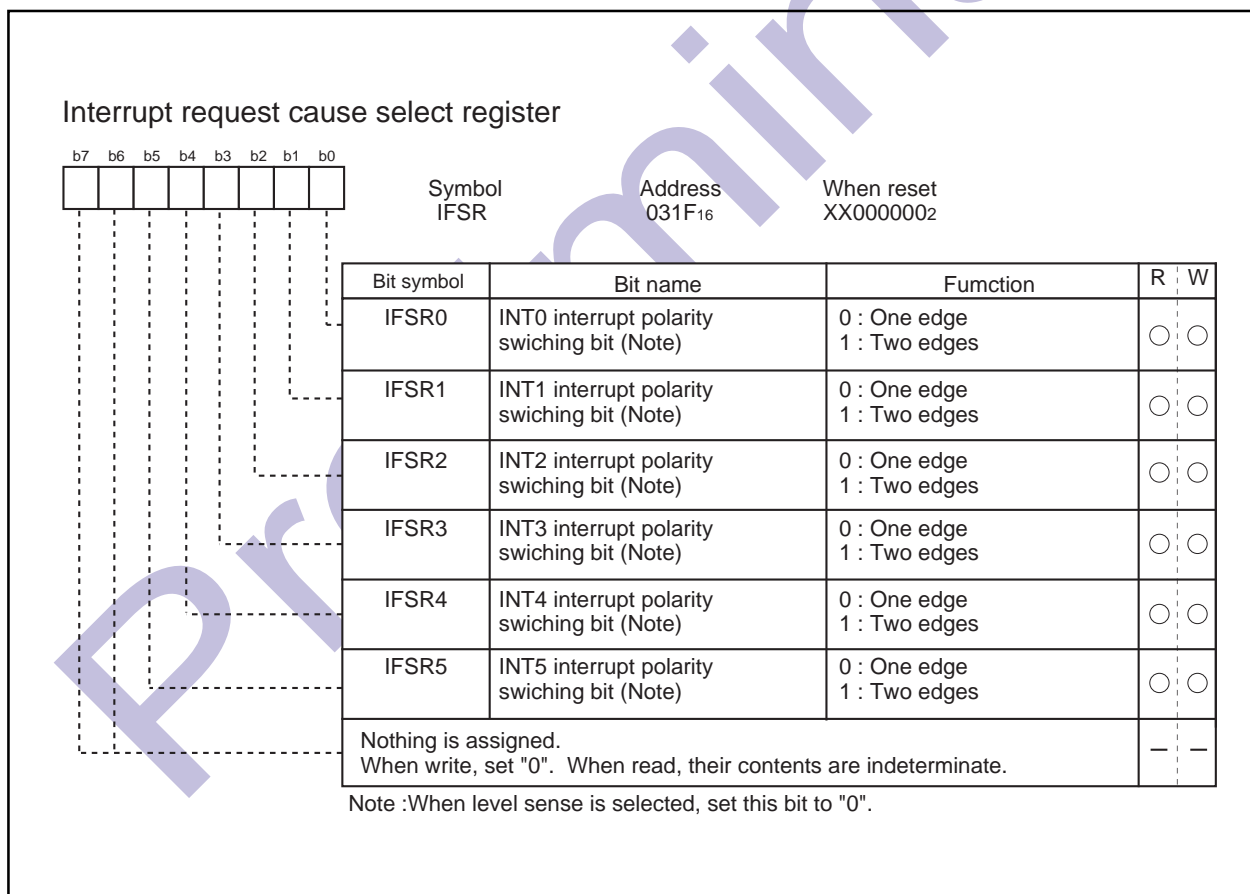 Interrupt request cause select register
b7 b6 b5 b4 b3 b2 b1 b0
Symbol Address When reset
IFSR 031F16 XX0000002
Bit symbol Bit name Fumction R W
IFSR0 INT0 interrupt polarity 0 : One edge
swiching bit (Note) 1 : Two edges
IFSR1 INT1 interrupt polarity 0 : One edge
swiching bit (Note) 1 : Two edges
IFSR2 INT2 interrupt polarity 0 : One edge
swiching bit (Note) 1 : Two edges
IFSR3 INT3 interrupt polarity 0 : One edge
swiching bit (Note) 1 : Two edges
IFSR4 INT4 interrupt polarity 0 : One edge
swiching bit (Note) 1 : Two edges
IFSR5 INT5 interrupt polarity 0 : One edge
swiching bit (Note) 1 : Two edges
Nothing is assigned.
When write, set "0". When read, their contents are indeterminate. – –
Note :When level sense is selected, set this bit to "0".